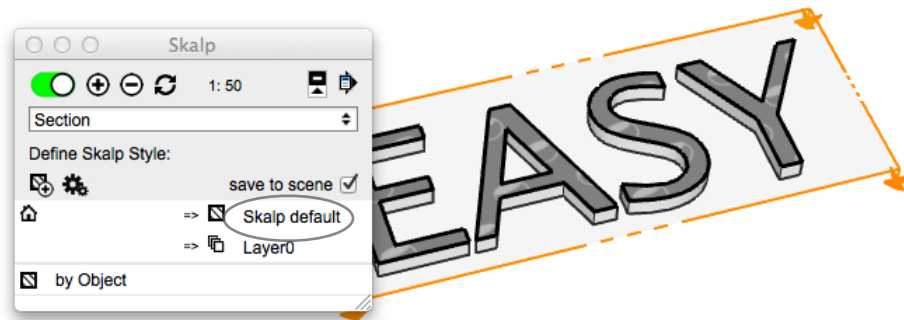 Skalp
1: 50
Section
Define Skalp Style:
save to scene
=> Skalp default
=> Layer0
by Object
EASY